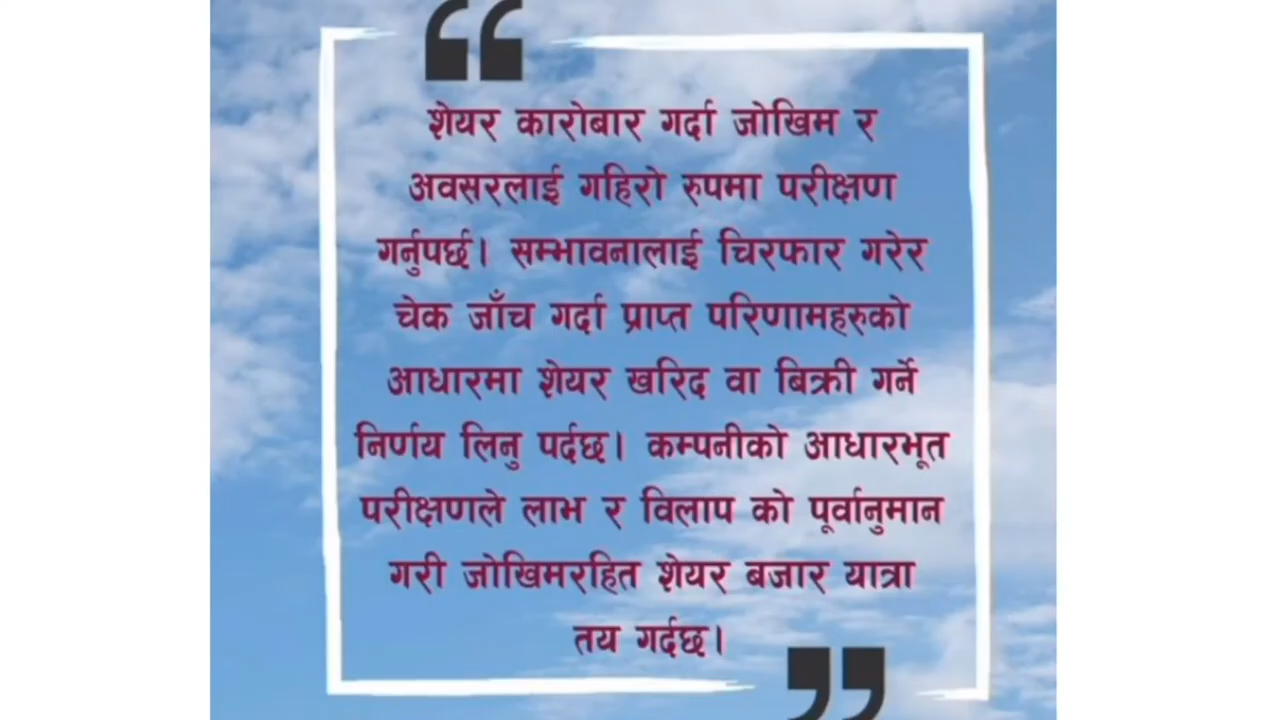 शेयर कारोबार गर्दा जोखिम र
अवसरलाई गहिरो रुपमा परीक्षण
गर्नुपर्छ। सम्भावनालाई चिरफार गरेर
चेक जाँच गर्दा प्राप्त परिणामहरुको
आधारमा शेयर खरिद वा बिक्री गर्ने
निर्णय लिनु पर्दछ। कम्पनीको आधारभूत
परीक्षणले लाभ र विलाप को पूर्वानुमान
गरी जोखिमरहित शेयर बजार यात्रा
तय गर्दछ।